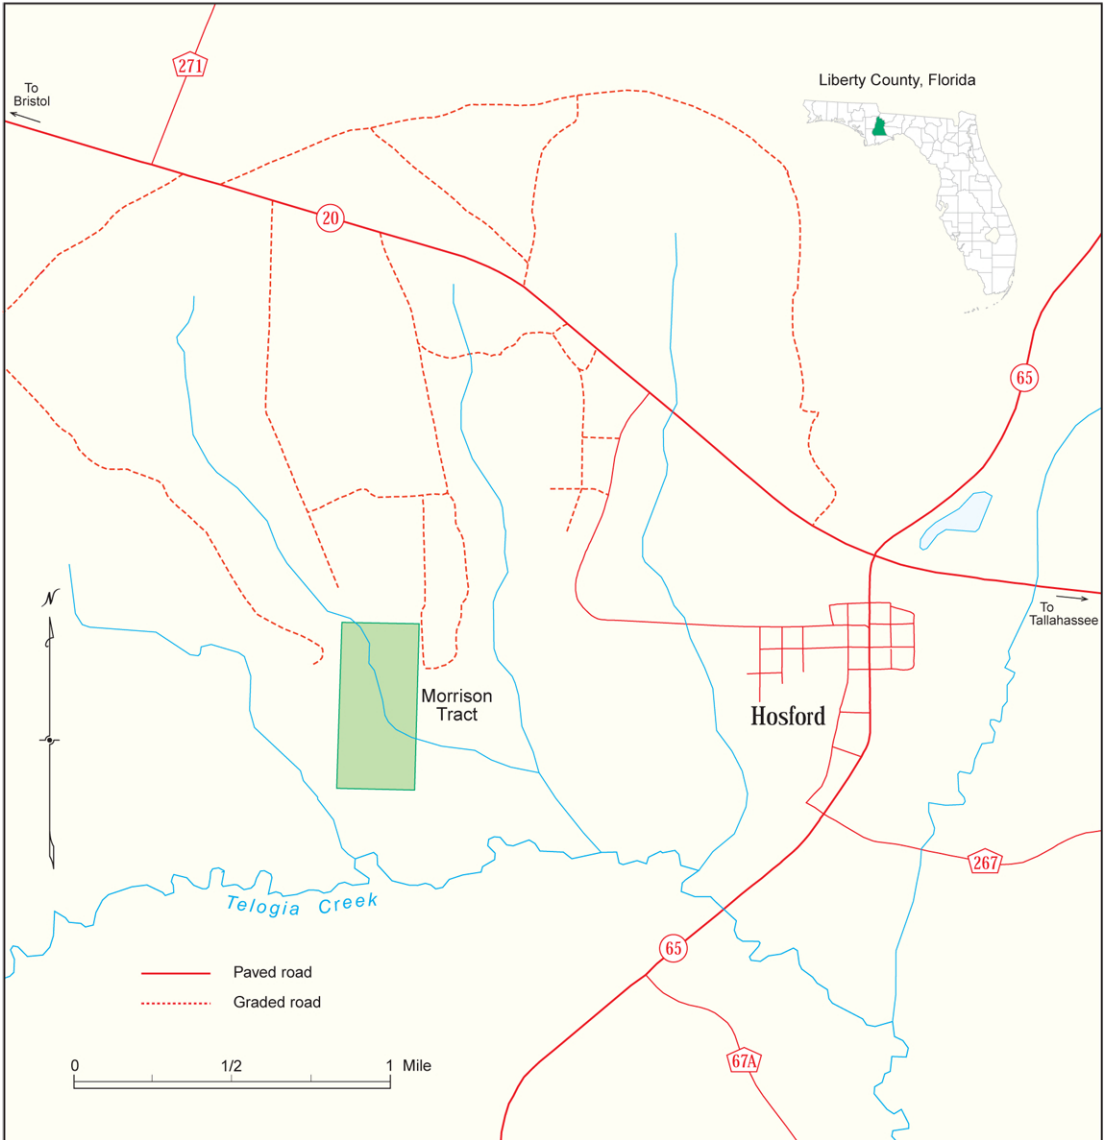 271
To
Bristol
Liberty County, Florida
20
65
N
To
Tallahassee
Morrison
Tract
Hosford
267
Telogia Creek
65
Paved road
Graded road
67A
0 1/2 1 Mile